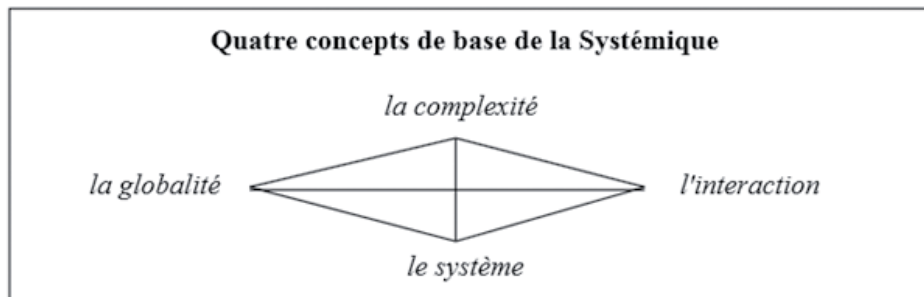 Quatre concepts de base de la Systémique
la complexité
la globalité
l'interaction
le système